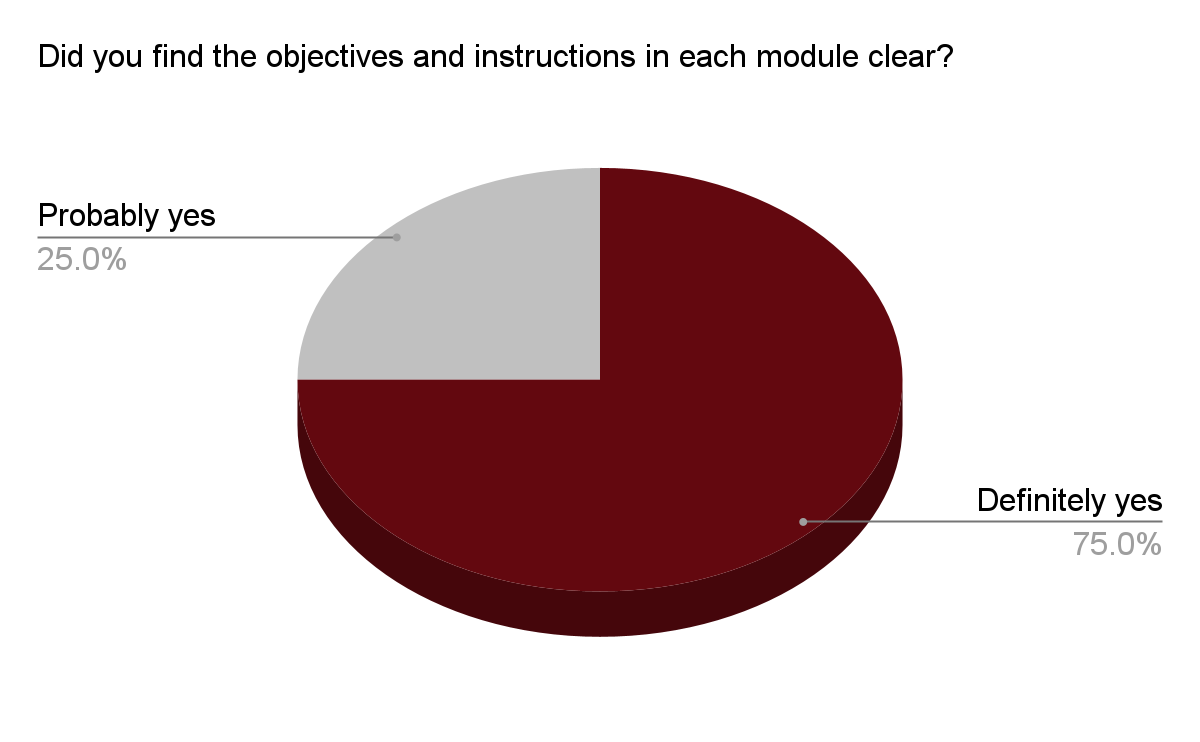 Did you find the objectives and instructions in each module clear?
Probably yes
25.0%
Definitely yes
75.0%